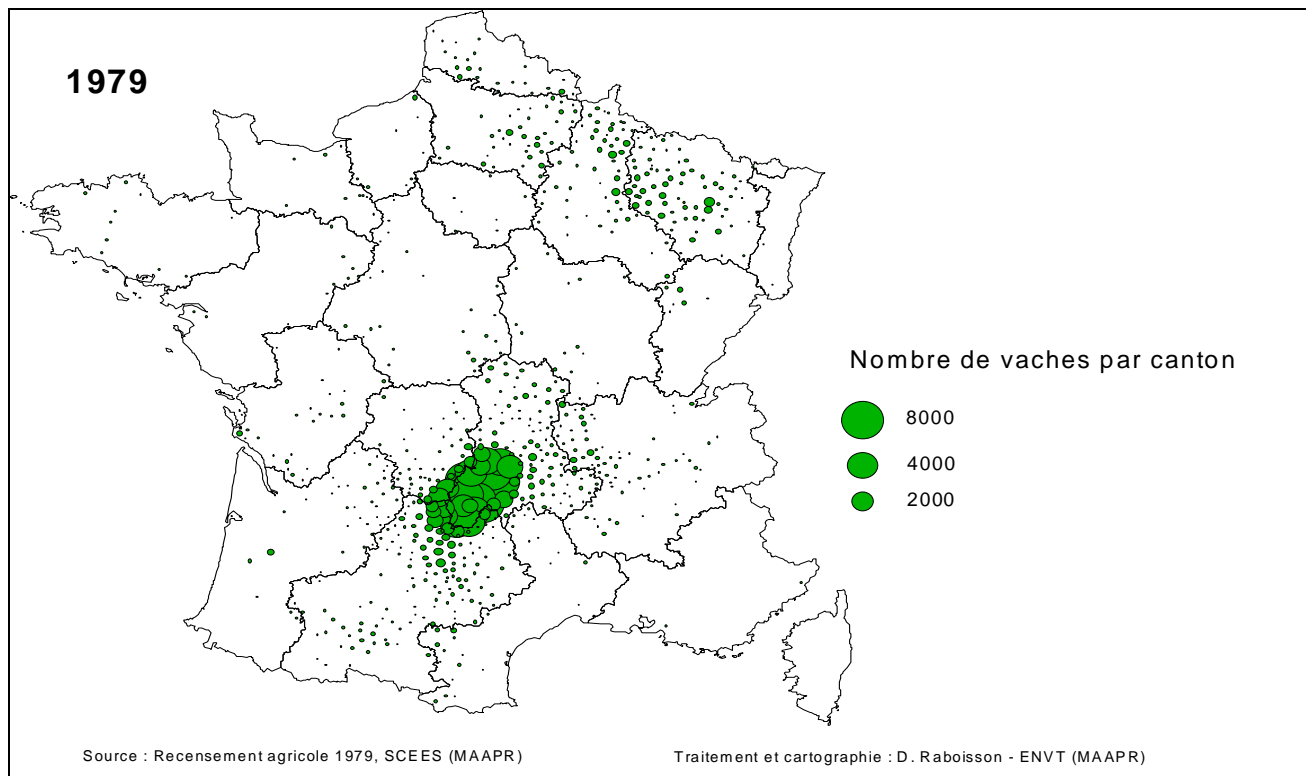 1979
Nombre de vaches par canton
8000
4000
2000
Source : Recensement agricole 1979, SCEES (MAAPR)
Traitement et cartographie : D. Raboisson - ENVT (MAAPR)